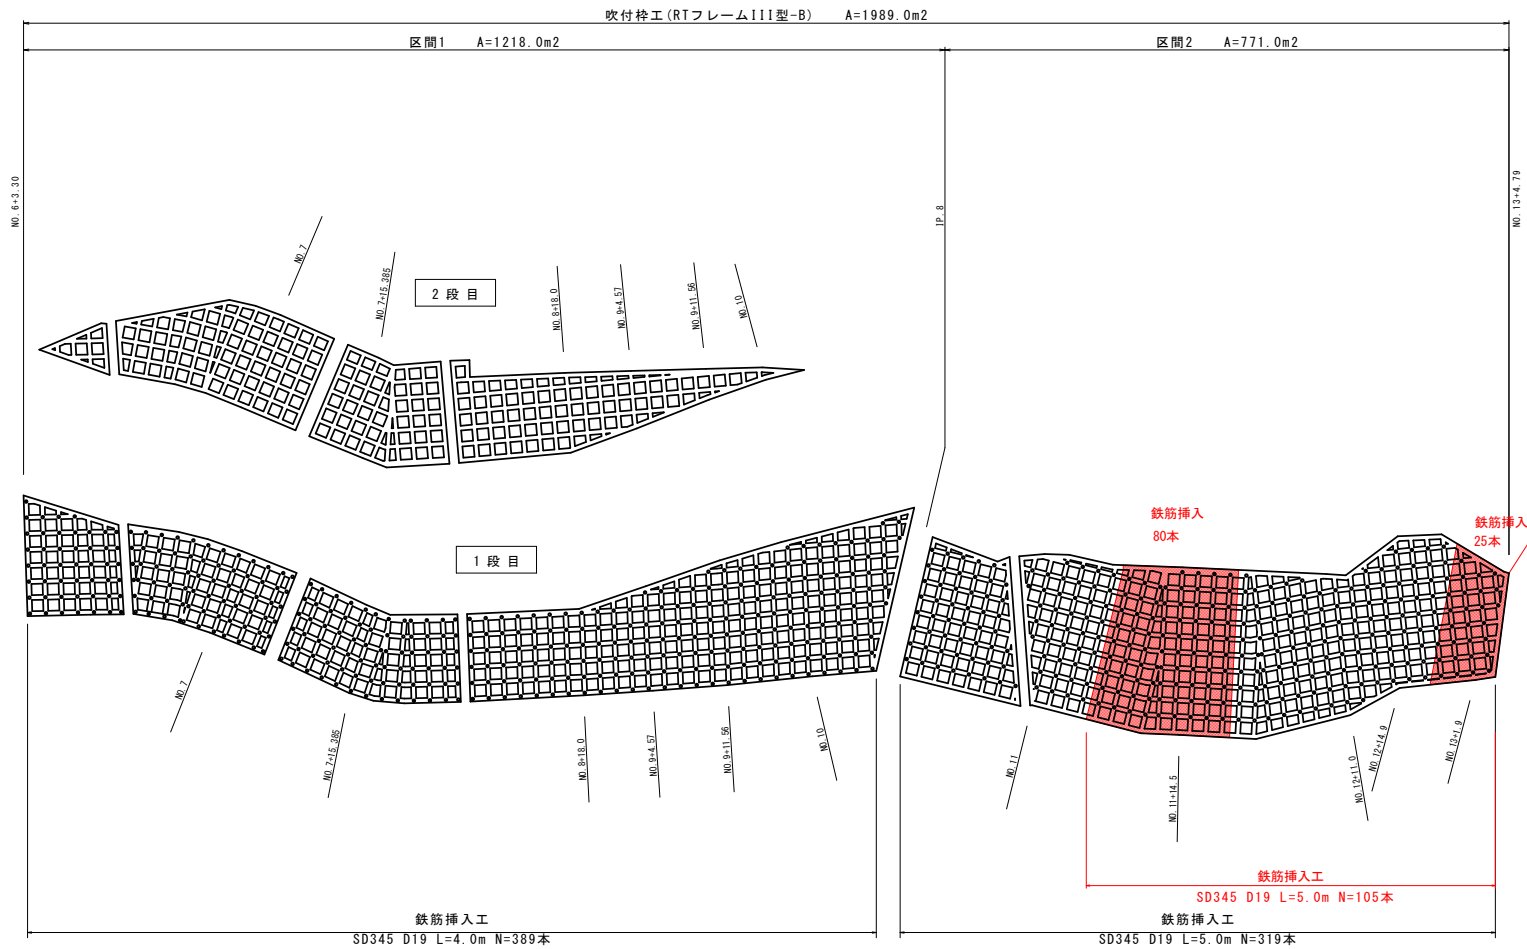 吹付枠工(RTフレームIII型-B) A=1989.0m2
区間1 A=1218.0m2
区間2 A=771.0m2
NO.6+3.30
IP.8
NO.13+4.79
NO.7
NO.7+15.385
2段目
NO.8+18.0
NO.9+4.57
NO.9+11.56
NO.10
1段目
鉄筋挿入
80本
鉄筋挿入
25本
NO.7
NO.7+15.385
NO.8+18.0
NO.9+4.57
NO.9+11.56
NO.10
NO.11
NO.11+14.5
NO.12+11.0
NO.12+14.9
NO.13+1.9
鉄筋挿入工
SD345 D19 L=5.0m N=105本
鉄筋挿入工
SD345 D19 L=4.0m N=389本
鉄筋挿入工
SD345 D19 L=5.0m N=319本